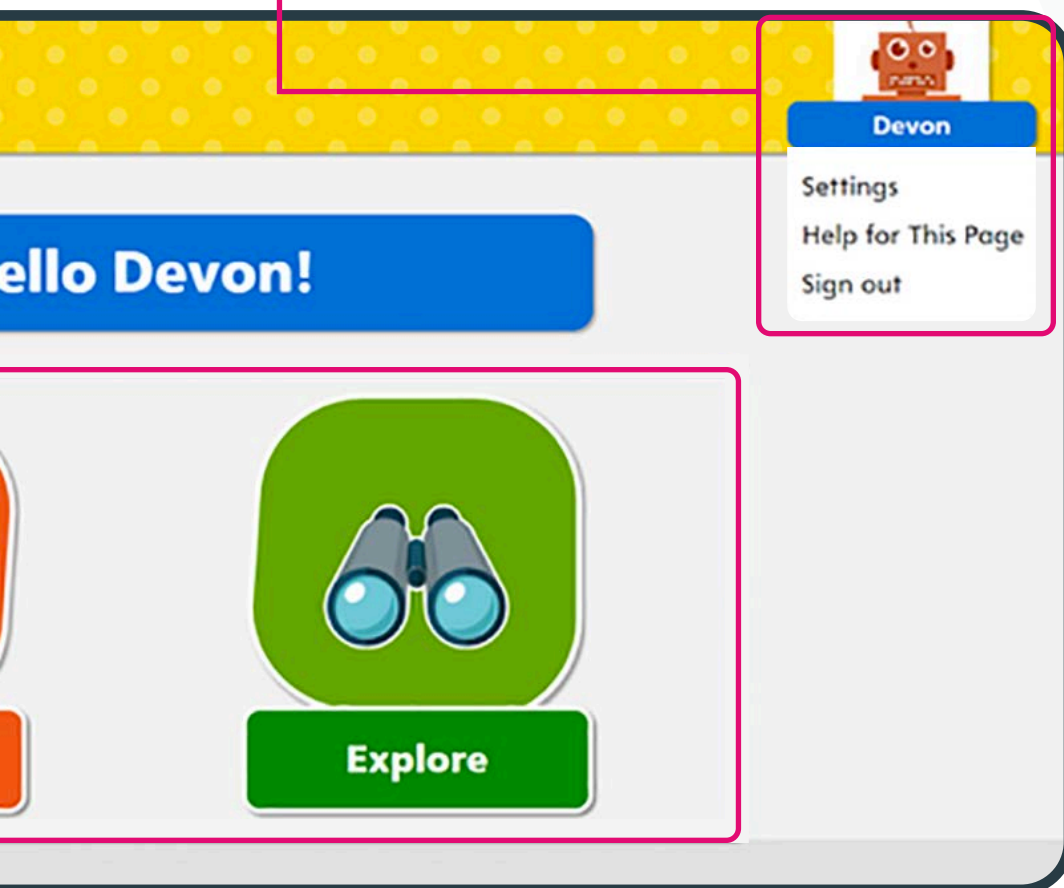 Devon
Settings
Help for This Page
Sign out
ello Devon!
Explore